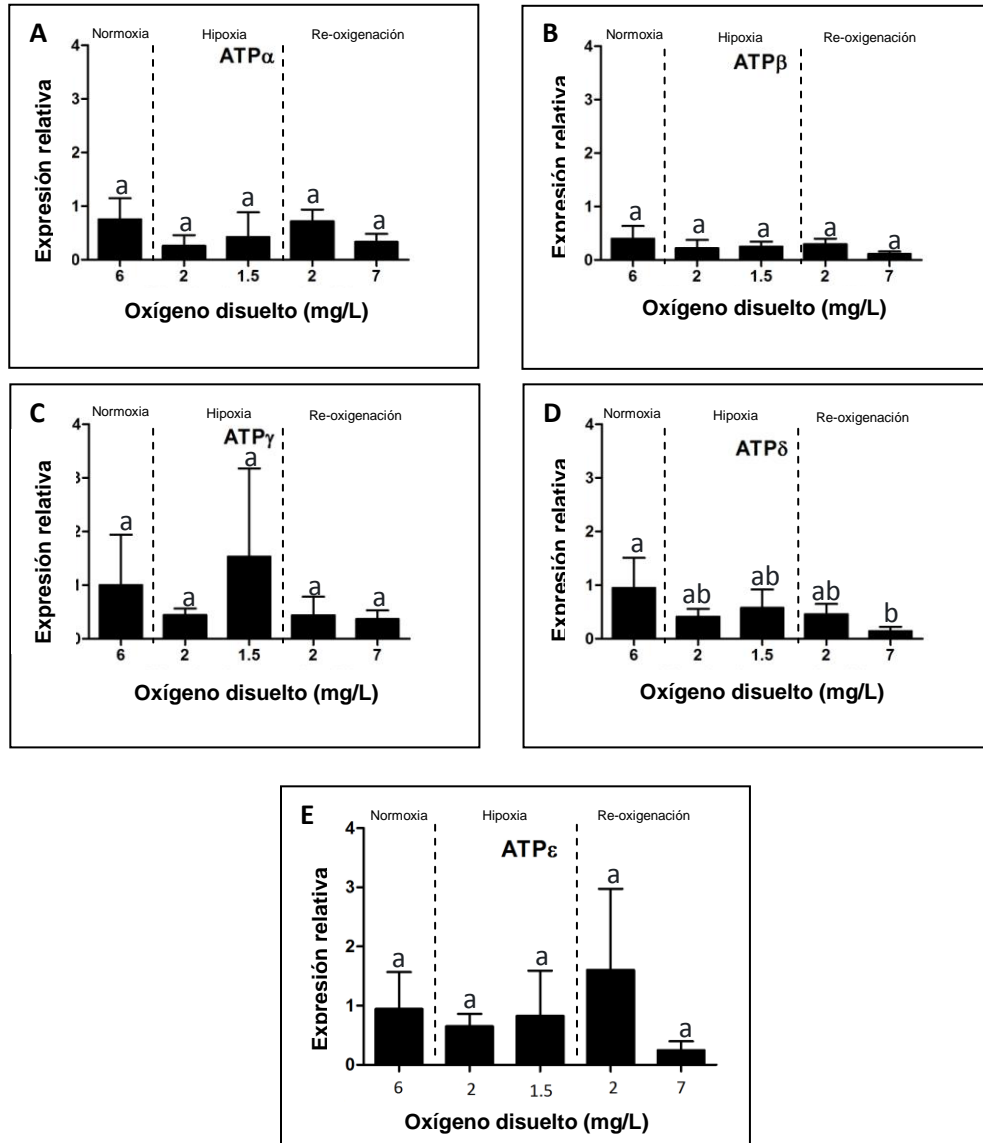 A
Normoxia Hipoxia Re-oxigenación
ATPα
4
3
2
1
0
a a a a a
6 2 1.5 2 7
Expresión relativa
Oxígeno disuelto (mg/L)
B
Normoxia Hipoxia Re-oxigenación
ATPβ
4
3
2
1
0
a a a a a
6 2 1.5 2 7
Expresión relativa
Oxígeno disuelto (mg/L)
C
Normoxia Hipoxia Re-oxigenación
ATPγ
4
3
2
1
0
a a a a a
6 2 1.5 2 7
Expresión relativa
Oxígeno disuelto (mg/L)
D
Normoxia Hipoxia Re-oxigenación
ATPδ
4
3
2
1
0
a ab ab ab b
6 2 1.5 2 7
Expresión relativa
Oxígeno disuelto (mg/L)
E
Normoxia Hipoxia Re-oxigenación
ATPε
4
3
2
1
0
a a a a a
6 2 1.5 2 7
Expresión relativa
Oxígeno disuelto (mg/L)